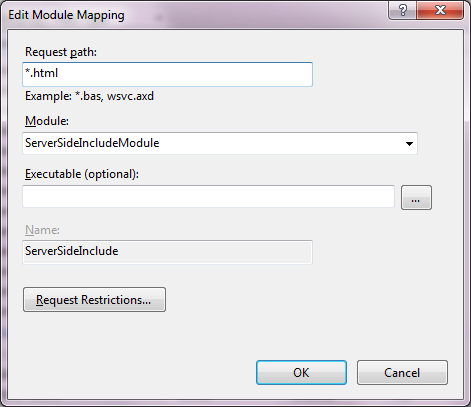 Edit Module Mapping
?
Request path:
*.html
Example: *.bas, wsvc.axd
Module:
ServerSideIncludeModule
Executable (optional):
...
Name:
ServerSideInclude
Request Restrictions...
OK Cancel